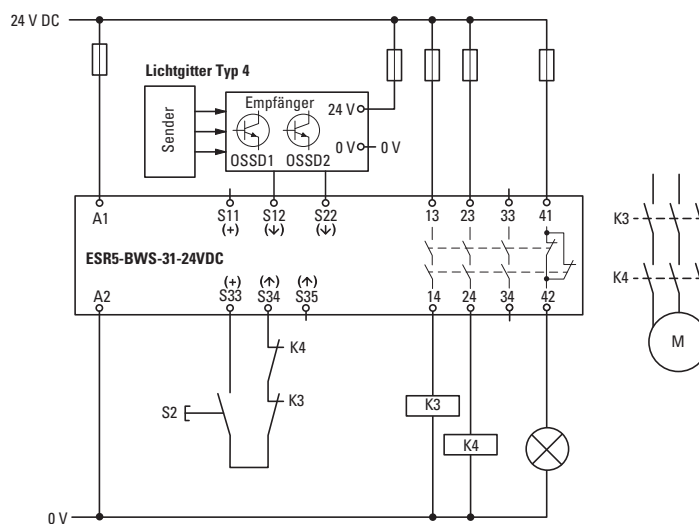 24 V DC
Lichtgitter Typ 4
Sender
Empfänger
24 V
0 V
0 V
OSSD1 OSSD2
A1 S11 S12 S22 13 23 33 41
(+) (↓) (↓)
ESR5-BWS-31-24VDC
(+) (↑) (↑)
A2 S33 S34 S35 14 24 34 42
K3
K4
M
K4
K3
S2
K3
K4
0 V